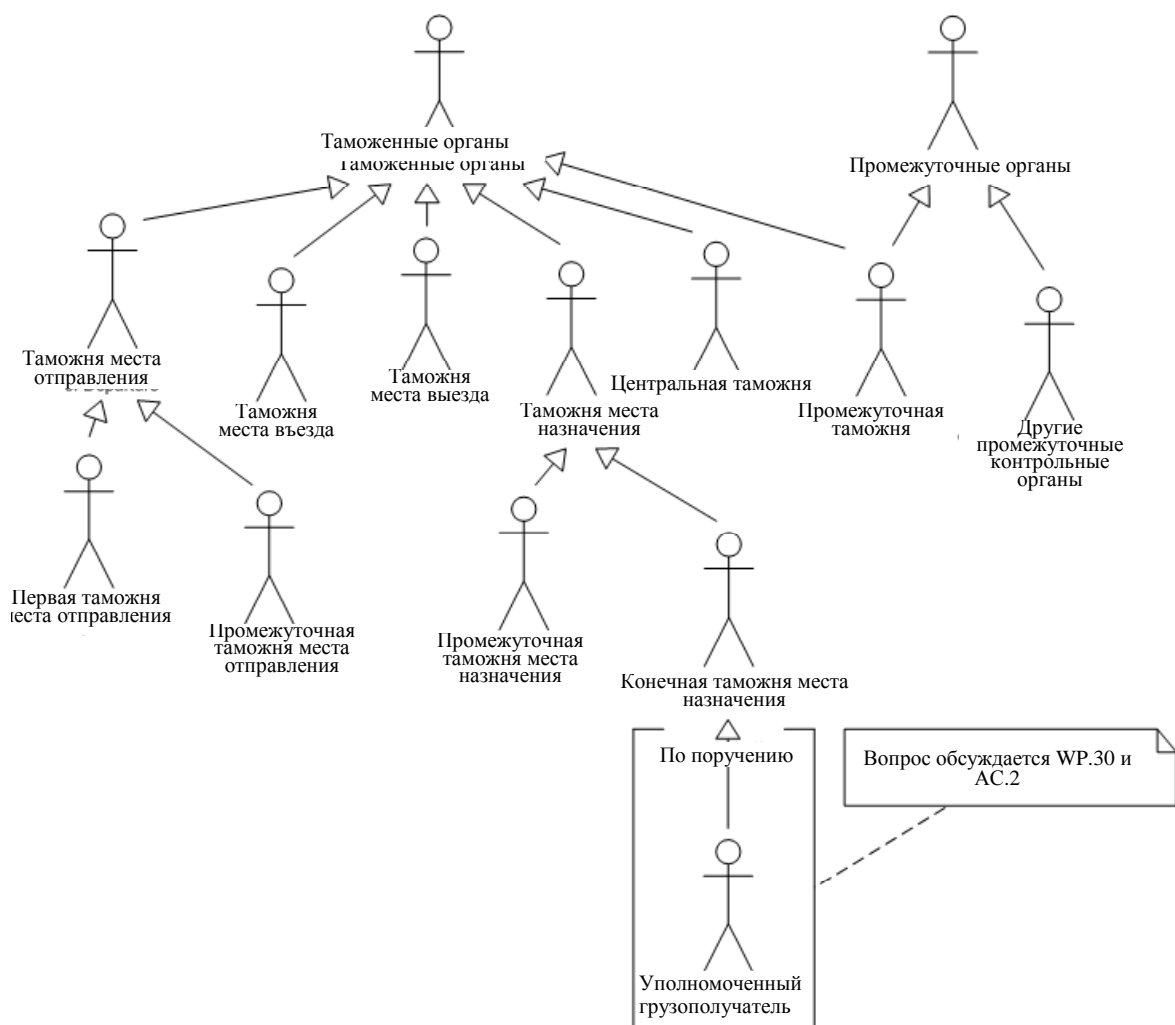 Таможенные органы
Таможенные органы
Промежуточные органы
Таможня места
отправления
Таможня
места въезда
Таможня
места выезда
Таможня места
назначения
Центральная таможня
Промежуточная
таможня
Другие
промежуточные
контрольные
органы
Первая таможня
места отправления
Промежуточная
таможня места
отправления
Промежуточная
таможня места
назначения
Конечная таможня места
назначения
По поручению
Вопрос обсуждается WP.30 и
AC.2
Уполномоченный
грузополучатель